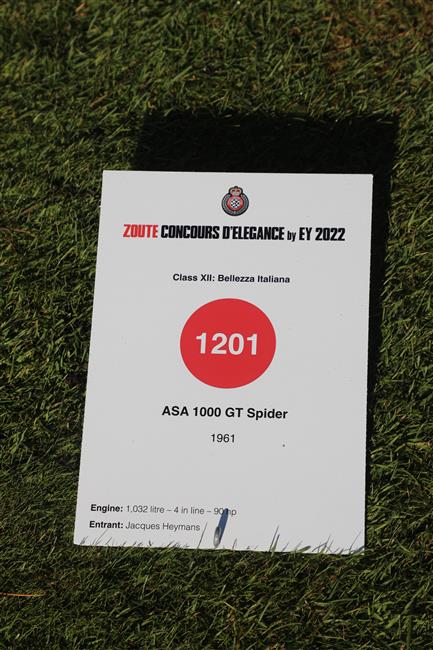 ZOUTE CONCOURS D'ELEGANCE by EY 2022
Class XII: Bellezza Italiana
1201
ASA 1000 GT Spider
1961
Engine: 1,032 litre – 4 in line – 90 hp
Entrant: Jacques Heymans